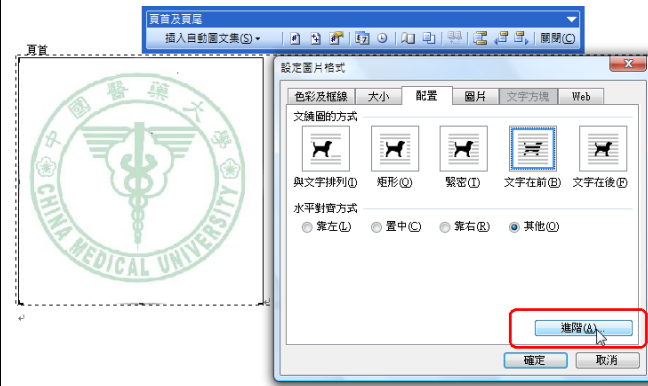 頁首及頁尾
插入自動圖文集(S)
關閉(C)
頁首
中國醫藥大學
CHINA MEDICAL UNIVERSITY
設定圖片格式
色彩及框線 大小 配置 圖片 文字方塊 Web
文繞圖的方式
與文字排列(I) 矩形(Q) 緊密(T) 文字在前(B) 文字在後(F)
水平對齊方式
靠左(L) 置中(C) 靠右(R) 其他(O)
進階(A)...
確定 取消